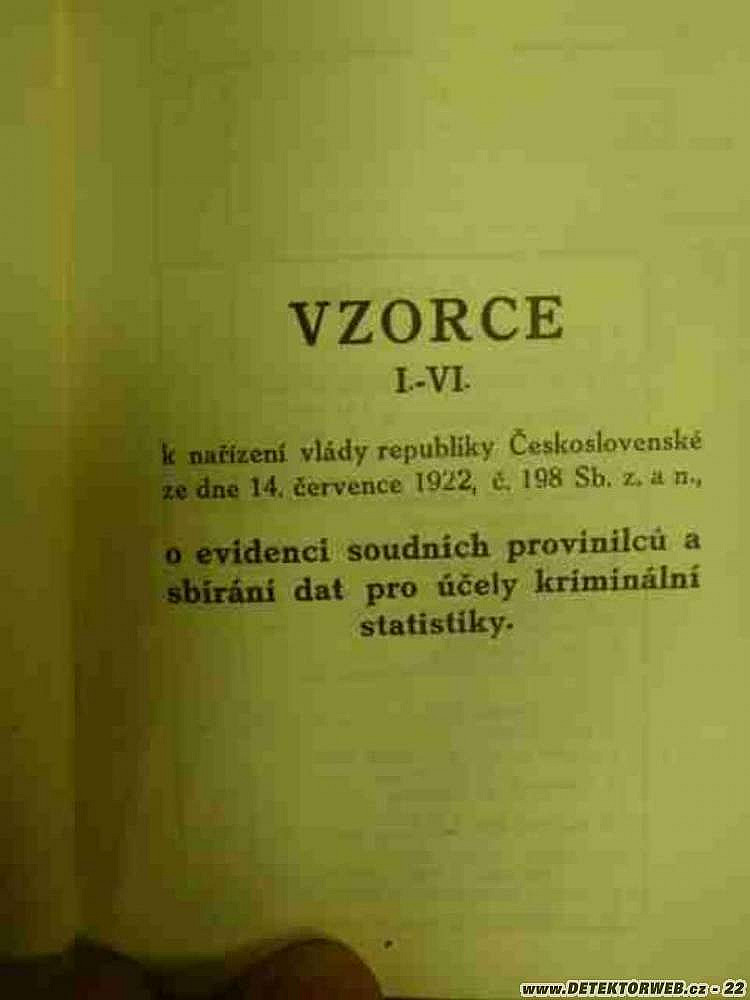 VZORCE
I.-VI.
k nařízení vlády republiky Československé
ze dne 14. července 1922, č. 198 Sb. z. a n.,
o evidenci soudních provinilců a
sbírání dat pro účely kriminální
statistiky.
www.DETEKTORWEB.cz - 22